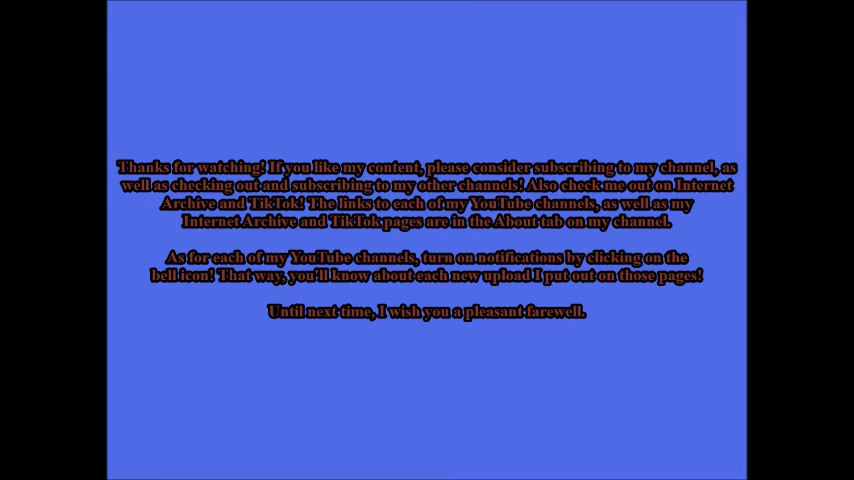 Thanks for watching! If you like my content, please consider subscribing to my channel, as
well as checking out and subscribing to my other channels! Also check me out on Internet
Archive and TikTok! The links to each of my YouTube channels, as well as my
Internet Archive and TikTok pages are in the About tab on my channel.
As for each of my YouTube channels, turn on notifications by clicking on the
bell icon! That way, you'll know about each new upload I put out on those pages!
Until next time, I wish you a pleasant farewell.